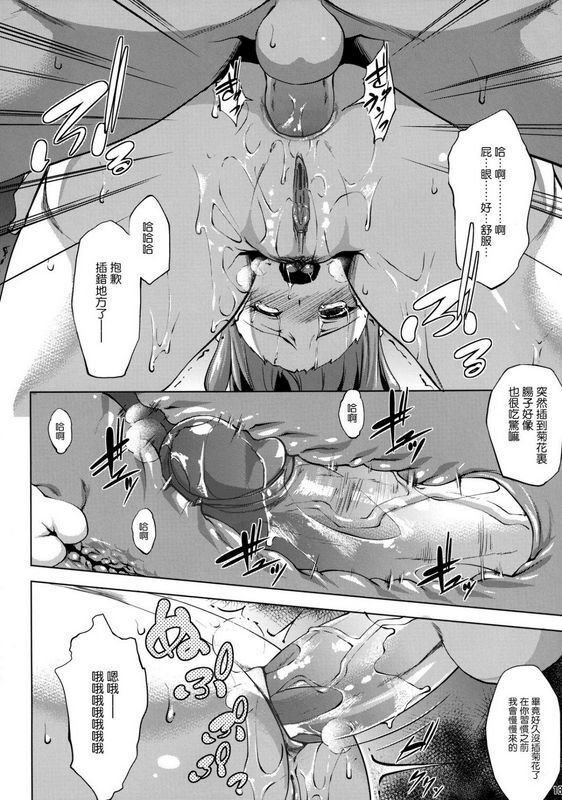 哈……啊……啊
屁……眼……好……舒服
哈哈哈
抱歉
插錯地方了——
突然插到菊花裏
腸子好像
也很吃驚嘛
哈啊
哈啊
哈啊
畢竟好久沒插菊花了
在你習慣之前
我會慢慢來的
嗯哦——
哦哦哦哦哦哦哦